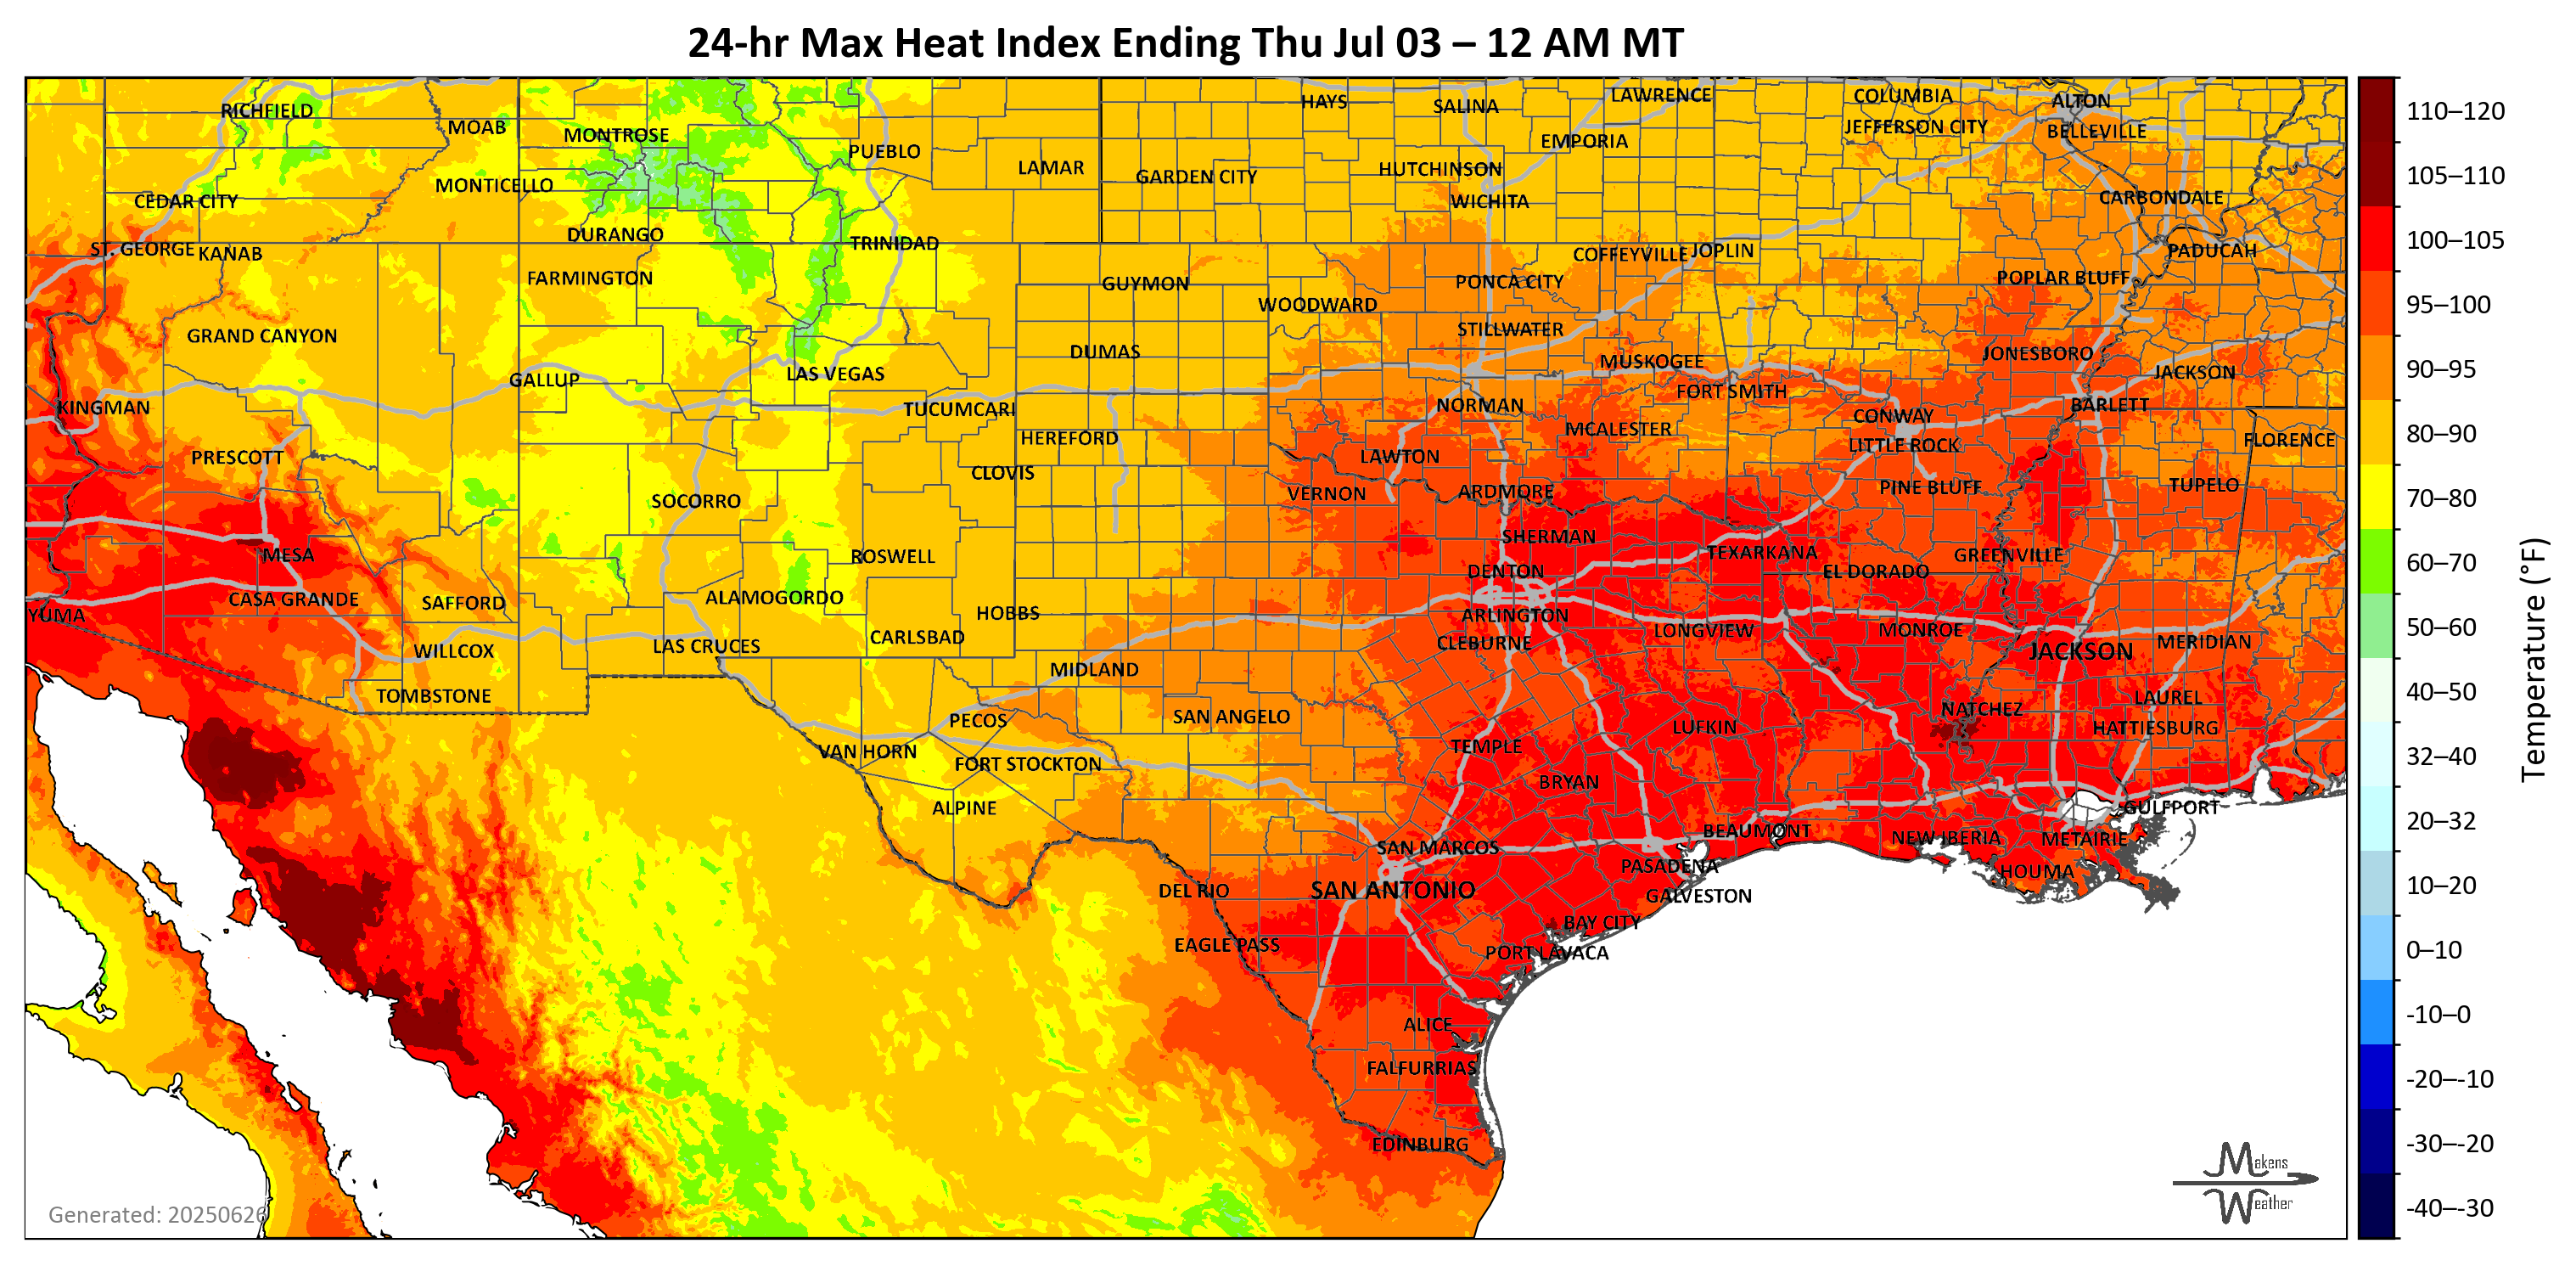 24-hr Max Heat Index Ending Thu Jul 03 – 12 AM MT
RICHFIELD
MOAB
MONTROSE
PUEBLO
LAMAR
GARDEN CITY
HAYS
SALINA
LAWRENCE
EMPORIA
HUTCHINSON
WICHITA
COLUMBIA
JEFFERSON CITY
ALTON
BELLEVILLE
CARBONDALE
CEDAR CITY
MONTICELLO
DURANGO
TRINIDAD
ST. GEORGE
KANAB
FARMINGTON
GUYMON
WOODWARD
PONCA CITY
COFFEYVILLE
JOPLIN
POPLAR BLUFF
PADUCAH
GRAND CANYON
DUMAS
STILLWATER
MUSKOGEE
JONESBORO
JACKSON
KINGMAN
GALLUP
LAS VEGAS
TUCUMCARI
NORMAN
FORT SMITH
CONWAY
BARLETT
PRESCOTT
HEREFORD
CLOVIS
LAWTON
MCALESTER
LITTLE ROCK
FLORENCE
SOCORRO
VERNON
ARDMORE
PINE BLUFF
TUPELO
MESA
ROSWELL
SHERMAN
TEXARKANA
GREENVILLE
DENTON
EL DORADO
YUMA
CASA GRANDE
SAFFORD
ALAMOGORDO
HOBBS
ARLINGTON
CLEBURNE
LONGVIEW
MONROE
JACKSON
MERIDIAN
WILLCOX
LAS CRUCES
CARLSBAD
MIDLAND
TOMBSTONE
PECOS
SAN ANGELO
NATCHEZ
LAUREL
HATTIESBURG
VAN HORN
FORT STOCKTON
TEMPLE
LUFKIN
ALPINE
BRYAN
GULFPORT
SAN MARCOS
BEAUMONT
NEW IBERIA
METAIRIE
PASADENA
HOUMA
DEL RIO
SAN ANTONIO
GALVESTON
EAGLE PASS
BAY CITY
PORT LAVACA
ALICE
FALFURRIAS
EDINBURG
Generated: 20250626
Makens
Weather
110–120
105–110
100–105
95–100
90–95
80–90
70–80
60–70
50–60
40–50
32–40
20–32
10–20
0–10
-10–0
-20–-10
-30–-20
-40–-30
Temperature (°F)